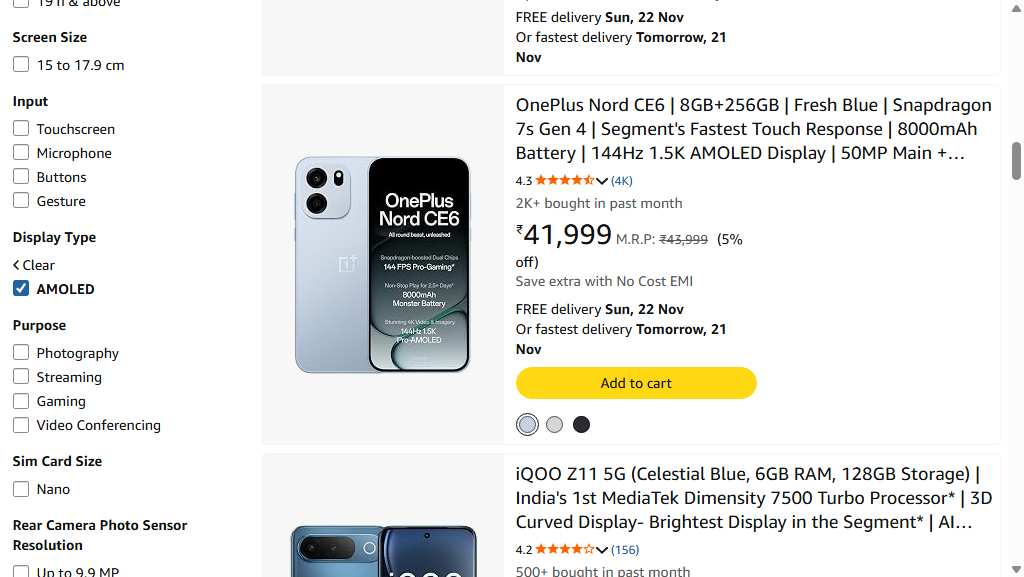 19 h & above
Screen Size
15 to 17.9 cm
Input
Touchscreen
Microphone
Buttons
Gesture
Display Type
Clear
AMOLED
Purpose
Photography
Streaming
Gaming
Video Conferencing
Sim Card Size
Nano
Rear Camera Photo Sensor
Resolution
Up to 9.9 MP
FREE delivery Sun, 22 Nov
Or fastest delivery Tomorrow, 21
Nov
OnePlus
Nord CE6
All round beast, unleashed
Snapdragon-boosted Dual Chips
144 FPS Pro-Gaming*
Non-Stop Play for 2.5+ Days*
8000mAh
Monster Battery
Stunning 4K Video & Imagery
144Hz 1.5K
Pro-AMOLED
OnePlus Nord CE6 | 8GB+256GB | Fresh Blue | Snapdragon
7s Gen 4 | Segment's Fastest Touch Response | 8000mAh
Battery | 144Hz 1.5K AMOLED Display | 50MP Main +...
4.3 (4K)
2K+ bought in past month
₹41,999 M.R.P: ₹43,999 (5%
off)
Save extra with No Cost EMI
FREE delivery Sun, 22 Nov
Or fastest delivery Tomorrow, 21
Nov
Add to cart
iQOO
iQOO Z11 5G (Celestial Blue, 6GB RAM, 128GB Storage) |
India's 1st MediaTek Dimensity 7500 Turbo Processor* | 3D
Curved Display- Brightest Display in the Segment* | AI...
4.2 (156)
500+ bought in past month